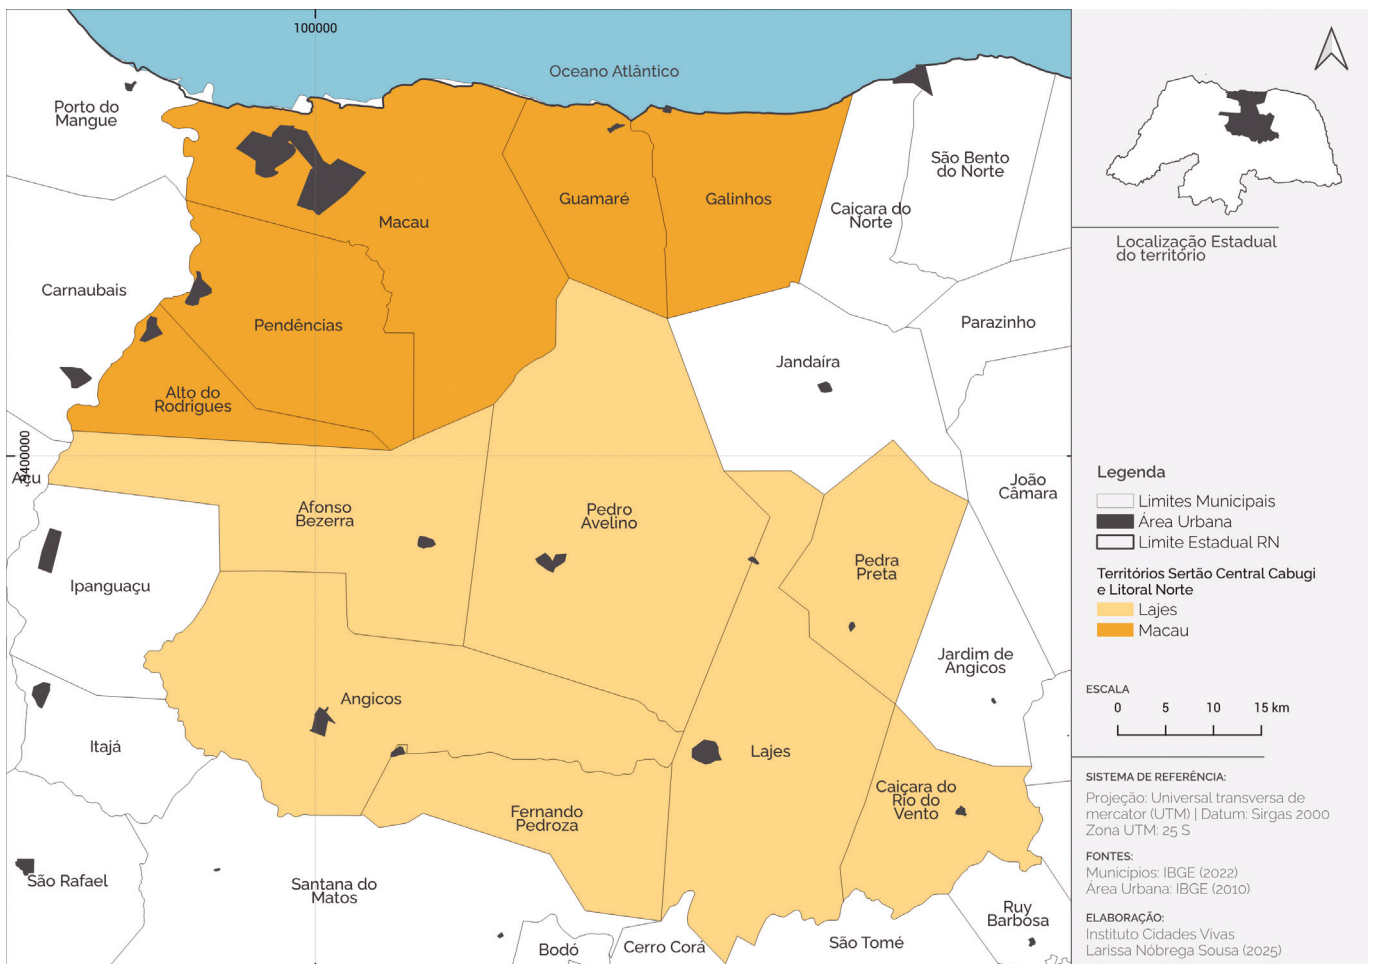 100000
Oceano Atlântico
Porto do
Mangue
São Bento
do Norte
Guamaré
Galinhos
Caiçara do
Norte
Macau
Carnaubais
Pendências
Parazinho
Jandaíra
Alto do
Rodrigues
9400000
Açu
João
Câmara
Afonso
Bezerra
Pedro
Avelino
Pedra
Preta
Ipanguaçu
Jardim de
Angicos
Angicos
Itajá
Lajes
Caiçara do
Rio do
Vento
Fernando
Pedroza
São Rafael
Santana do
Matos
Ruy
Barbosa
Bodó
Cerro Corá
São Tomé
Localização Estadual
do território
Legenda
Limites Municipais
Área Urbana
Limite Estadual RN
Territórios Sertão Central Cabugi
e Litoral Norte
Lajes
Macau
ESCALA
0 5 10 15 km
SISTEMA DE REFERÊNCIA:
Projeção: Universal transversa de
mercator (UTM) | Datum: Sirgas 2000
Zona UTM: 25 S
FONTES:
Municípios: IBGE (2022)
Área Urbana: IBGE (2010)
ELABORAÇÃO:
Instituto Cidades Vivas
Larissa Nóbrega Sousa (2025)